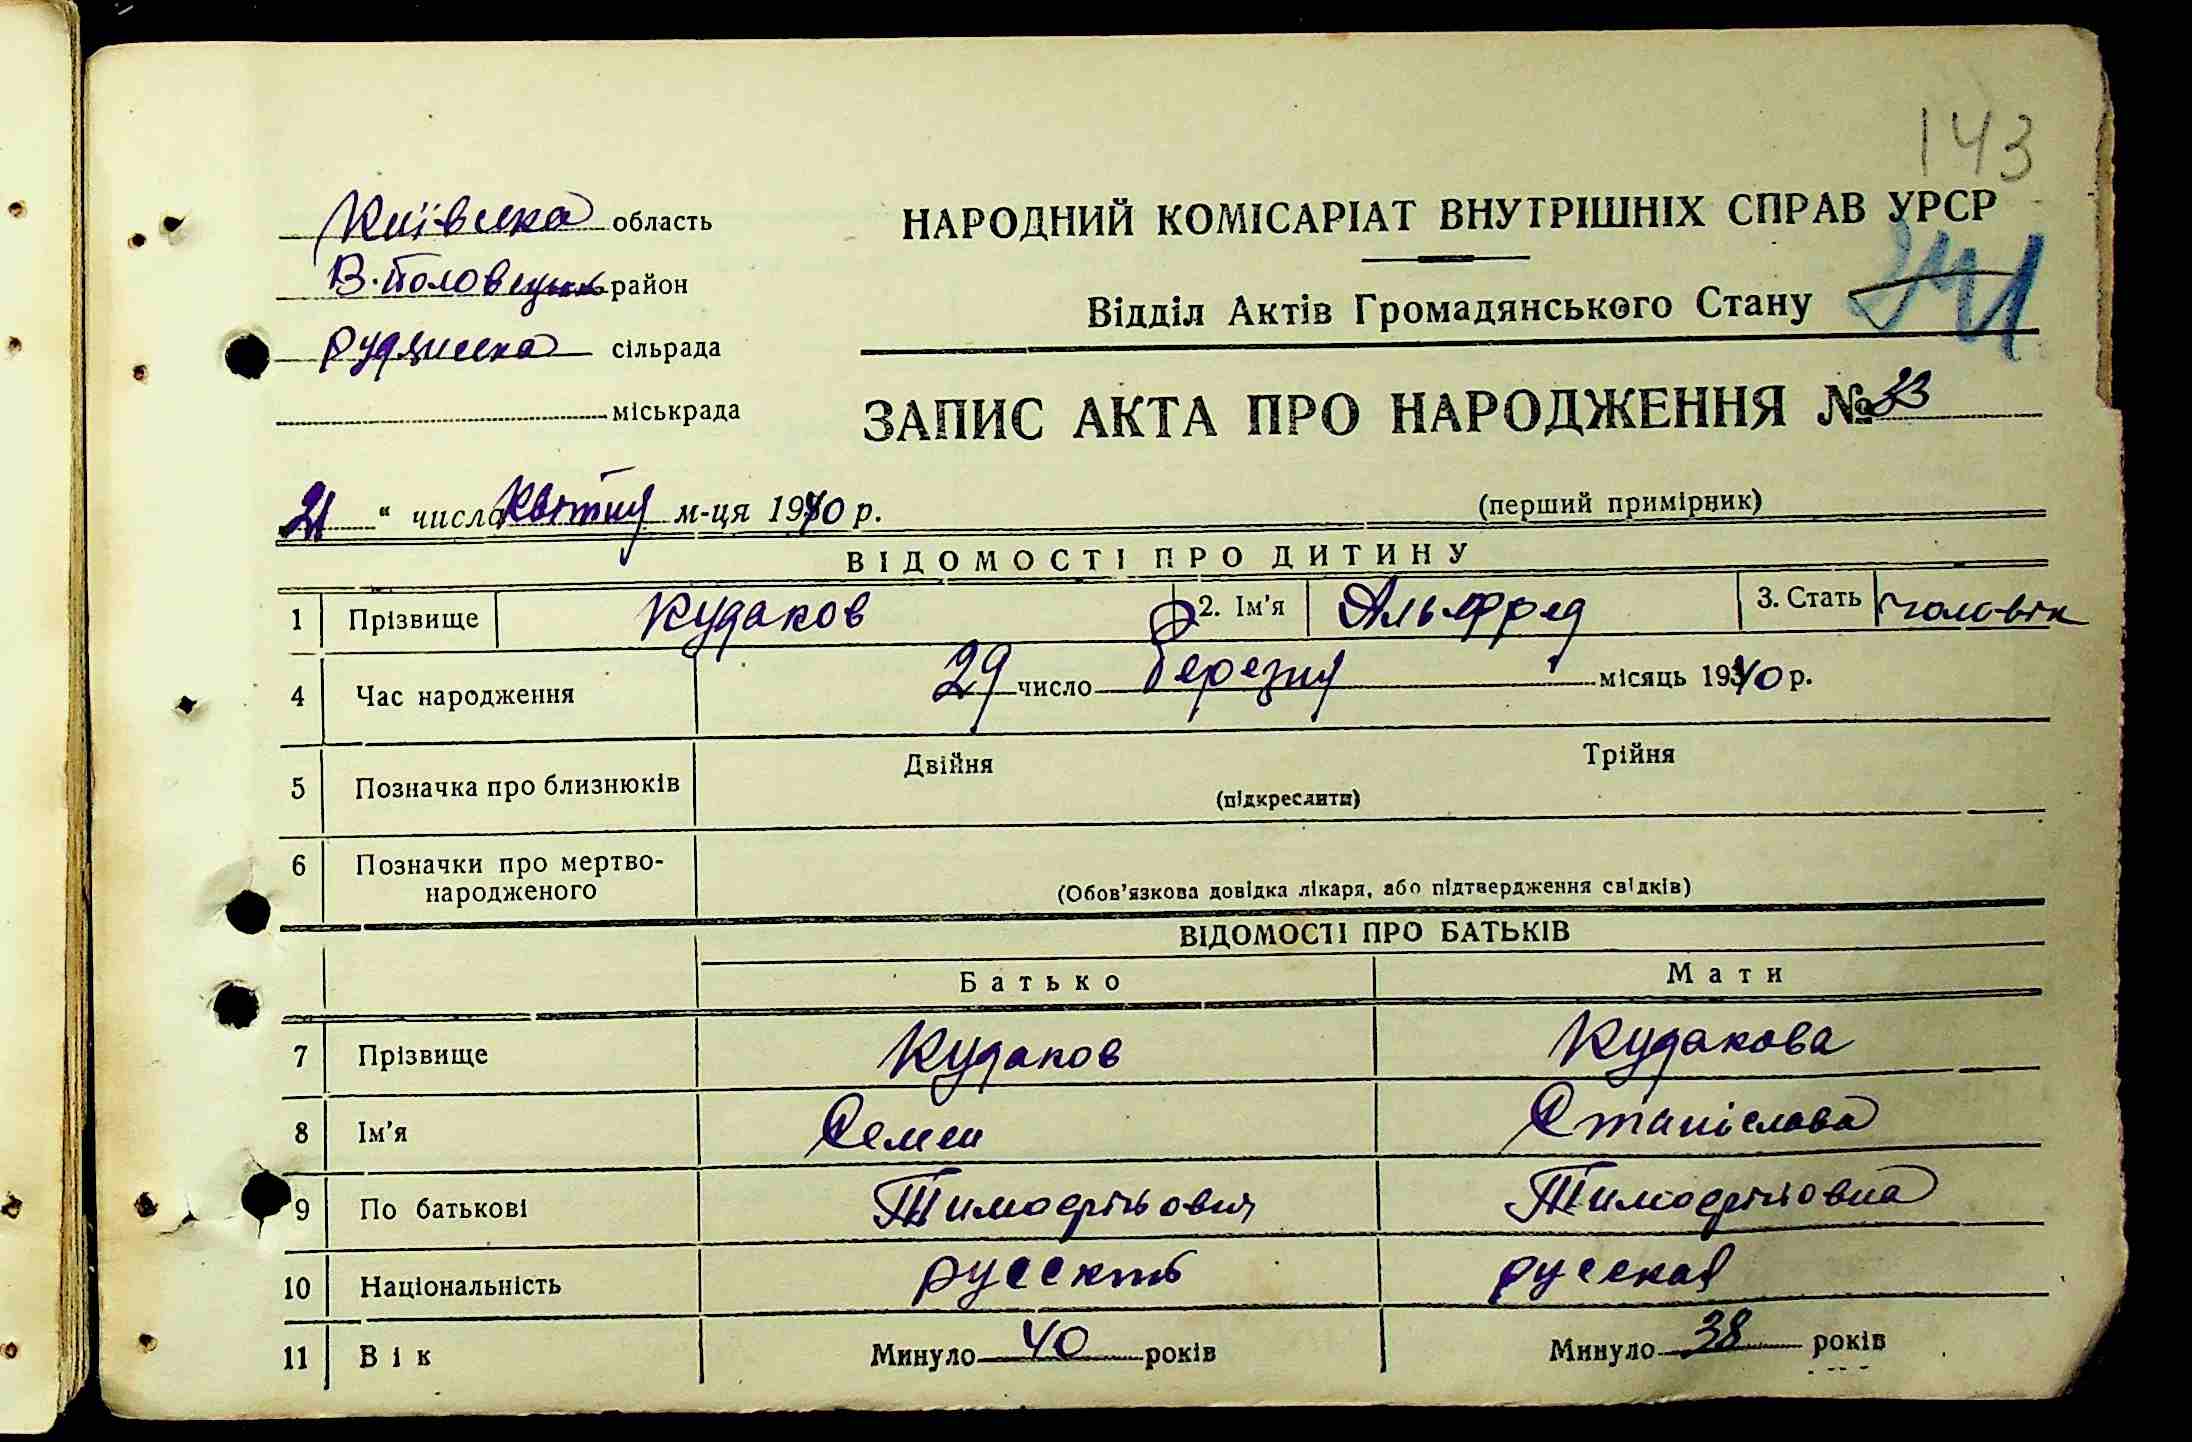 143
Київська область
НАРОДНИЙ КОМІСАРІАТ ВНУТРІШНІХ СПРАВ УРСР
В. Половецьк район
Відділ Актів Громадянського Стану
сільрада
міськрада
ЗАПИС АКТА ПРО НАРОДЖЕННЯ № 33
21 " числа Квітня м-ця 1940 р.
(перший примірник)
ВІДОМОСТІ ПРО ДИТИНУ
1 Прізвище Кудаков 2. Ім'я Альфред 3. Стать чоловік
4 Час народження 29 число березня місяць 1940 р.
5 Позначка про близнюків Двійня Трійня
(підкреслити)
6 Позначки про мертво-
народженого
(Обов'язкова довідка лікаря, або підтвердження свідків)
ВІДОМОСТІ ПРО БАТЬКІВ
Батько Мати
7 Прізвище Кудаков Кудакова
8 Ім'я Семен Станіслава
9 По батькові Тимофійович Тимофіївна
10 Національність русская
11 Вік Минуло 40 років Минуло 38 років